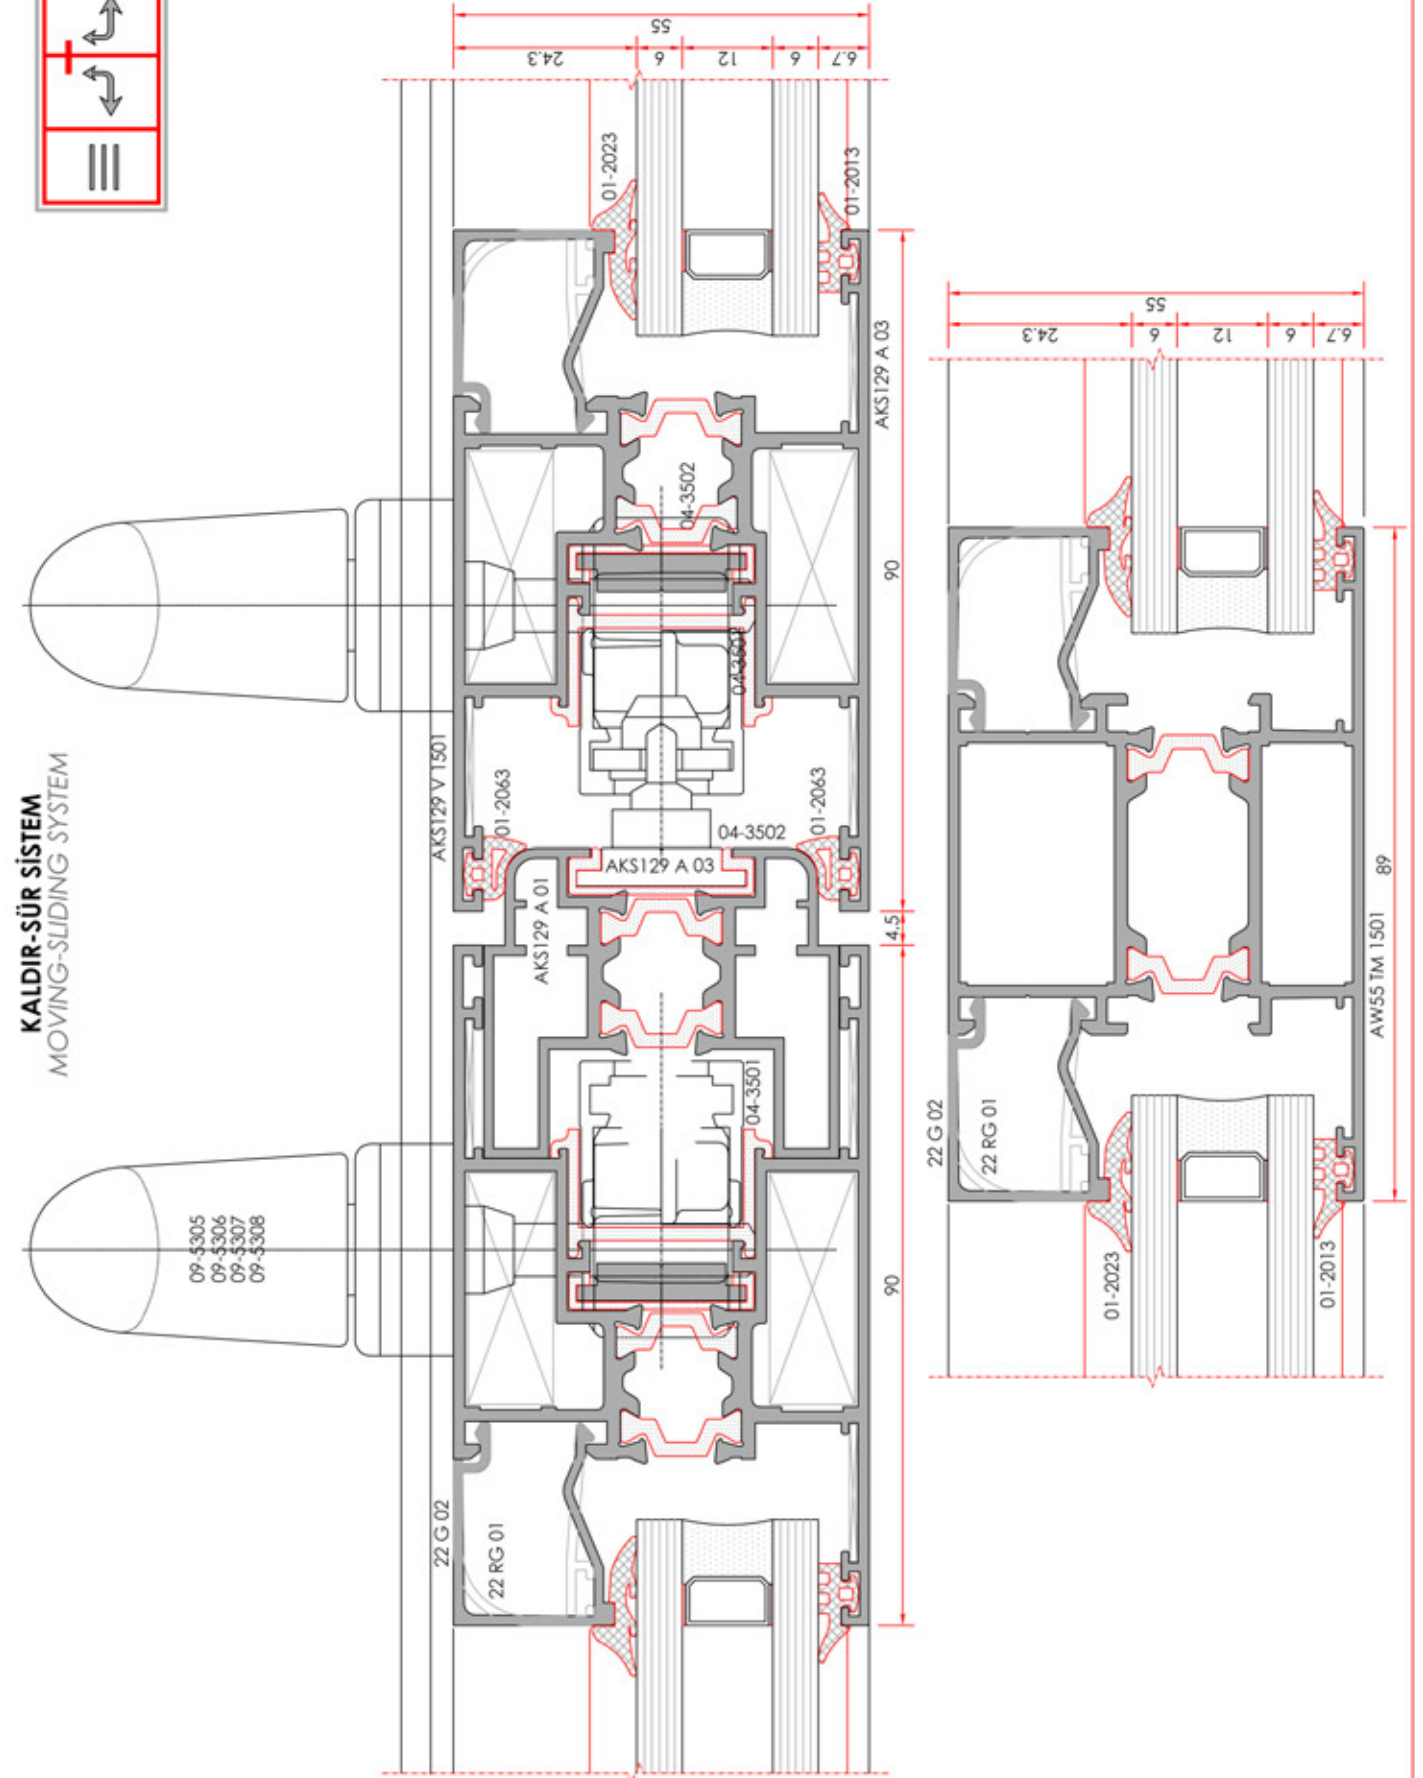 KALDIR-SÜR SİSTEM
MOVING-SLIDING SYSTEM
09-5305
09-5306
09-5307
09-5308
22 G 02
22 RG 01
AKS129 A 01
AKS129 V 1501
01-2063
AKS129 A 03
04-3502
01-2063
04-3501
04-3501
04-3502
01-2023
01-2013
AKS129 A 03
90
4,5
90
24.3
6
12
6
6.7
55
22 G 02
22 RG 01
01-2023
01-2013
AW55 TM 1501
89
24.3
6
12
6
6.7
55